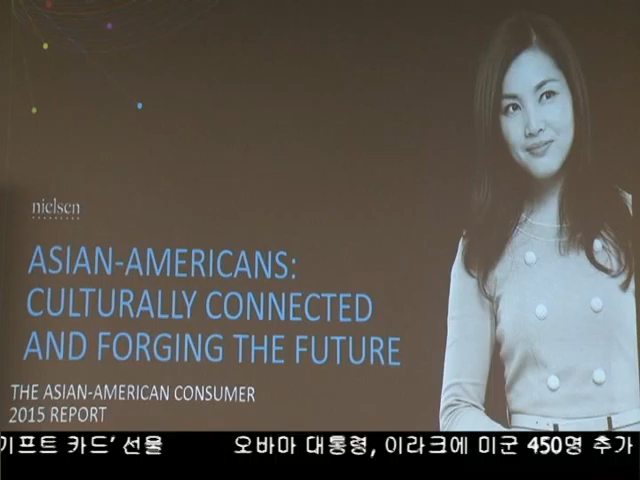 nielsen
ASIAN-AMERICANS:
CULTURALLY CONNECTED
AND FORGING THE FUTURE
THE ASIAN-AMERICAN CONSUMER
2015 REPORT
기프트 카드' 선물 오바마 대통령, 이라크에 미군 450명 추가